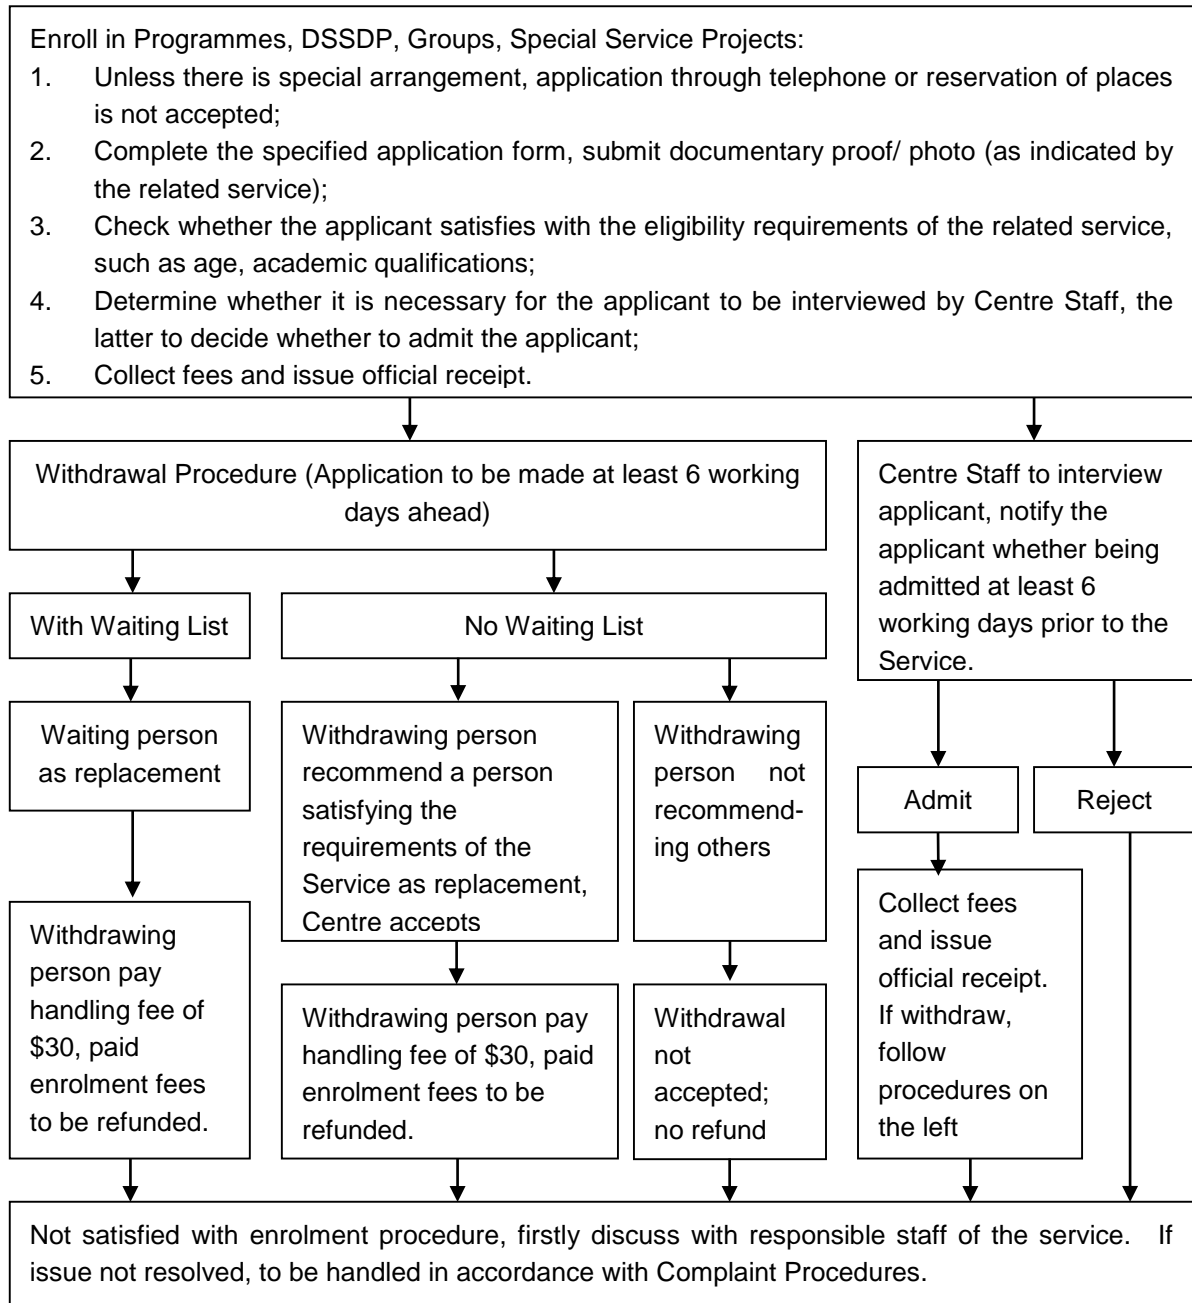 Enroll in Programmes, DSSDP, Groups, Special Service Projects:
1. Unless there is special arrangement, application through telephone or reservation of places
is not accepted;
2. Complete the specified application form, submit documentary proof/ photo (as indicated by
the related service);
3. Check whether the applicant satisfies with the eligibility requirements of the related service,
such as age, academic qualifications;
4. Determine whether it is necessary for the applicant to be interviewed by Centre Staff, the
latter to decide whether to admit the applicant;
5. Collect fees and issue official receipt.
Withdrawal Procedure (Application to be made at least 6 working
days ahead)
With Waiting List
No Waiting List
Waiting person
as replacement
Withdrawing person
recommend a person
satisfying the
requirements of the
Service as replacement,
Centre accepts
Withdrawing
person not
recommend-
ing others
Withdrawing
person pay
handling fee of
$30, paid
enrolment fees
to be refunded.
Withdrawing person pay
handling fee of $30, paid
enrolment fees to be
refunded.
Withdrawal
not
accepted;
no refund
Centre Staff to interview
applicant, notify the
applicant whether being
admitted at least 6
working days prior to the
Service.
Admit
Reject
Collect fees
and issue
official receipt.
If withdraw,
follow
procedures on
the left
Not satisfied with enrolment procedure, firstly discuss with responsible staff of the service. If
issue not resolved, to be handled in accordance with Complaint Procedures.